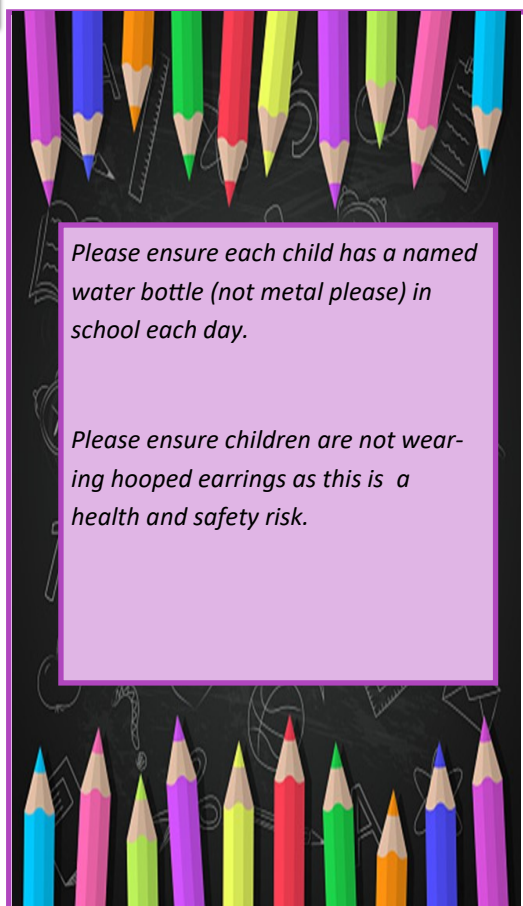 Please ensure each child has a named
water bottle (not metal please) in
school each day.
Please ensure children are not wear-
ing hooped earrings as this is  a
health and safety risk.